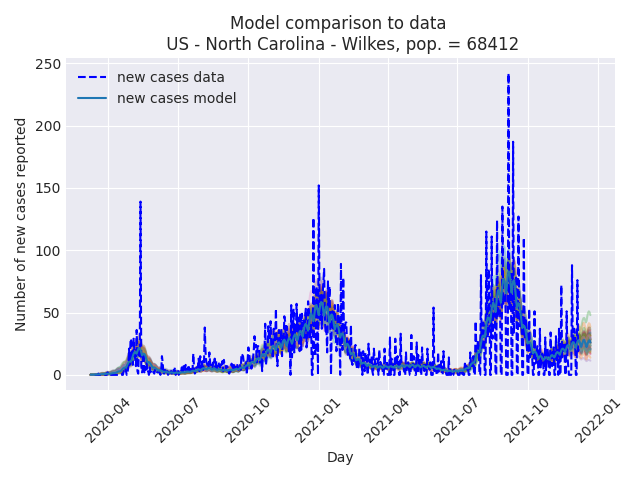 Model comparison to data
US - North Carolina - Wilkes, pop. = 68412
new cases data
new cases model
Number of new cases reported
250
200
150
100
50
0
2020-04
2020-07
2020-10
2021-01
2021-04
2021-07
2021-10
2022-01
Day